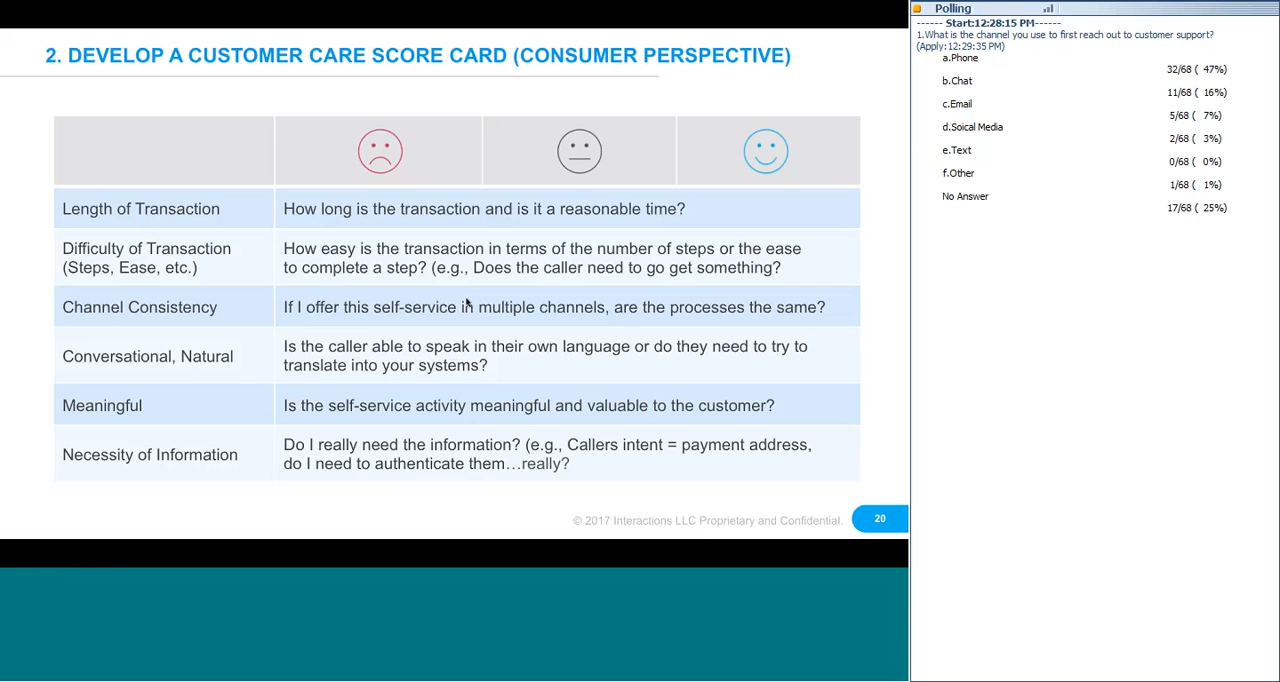 2. DEVELOP A CUSTOMER CARE SCORE CARD (CONSUMER PERSPECTIVE)
Length of Transaction
How long is the transaction and is it a reasonable time?
Difficulty of Transaction
(Steps, Ease, etc.)
How easy is the transaction in terms of the number of steps or the ease
to complete a step? (e.g., Does the caller need to go get something?
Channel Consistency
If I offer this self-service in multiple channels, are the processes the same?
Conversational, Natural
Is the caller able to speak in their own language or do they need to try to
translate into your systems?
Meaningful
Is the self-service activity meaningful and valuable to the customer?
Necessity of Information
Do I really need the information? (e.g., Callers intent = payment address,
do I need to authenticate them…really?
© 2017 Interactions LLC Proprietary and Confidential.
20
Polling
------ Start:12:28:15 PM------
1.What is the channel you use to first reach out to customer support?
(Apply:12:29:35 PM)
a.Phone
32/68 ( 47%)
b.Chat
11/68 ( 16%)
c.Email
5/68 ( 7%)
d.Soical Media
2/68 ( 3%)
e.Text
0/68 ( 0%)
f.Other
1/68 ( 1%)
No Answer
17/68 ( 25%)